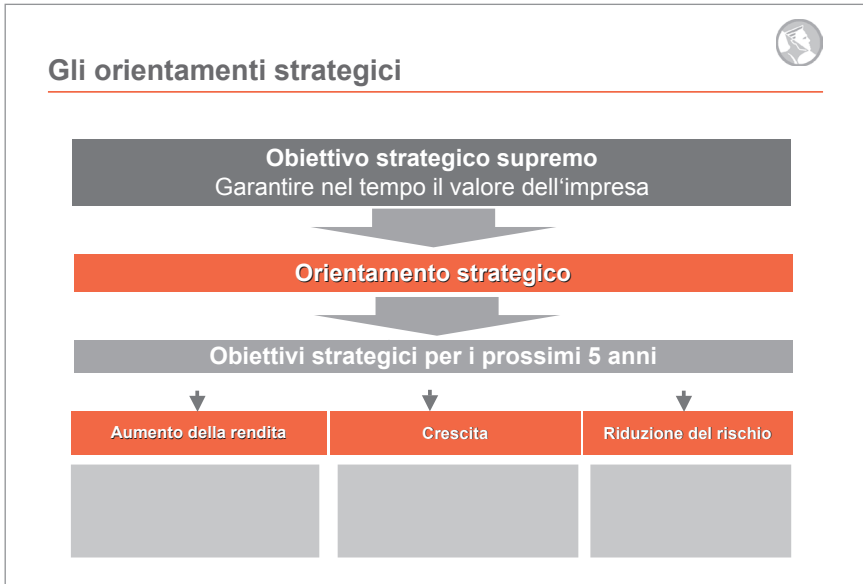 Gli orientamenti strategici
Obiettivo strategico supremo
Garantire nel tempo il valore dell‘impresa
Orientamento strategico
Obiettivi strategici per i prossimi 5 anni
Aumento della rendita
Crescita
Riduzione del rischio